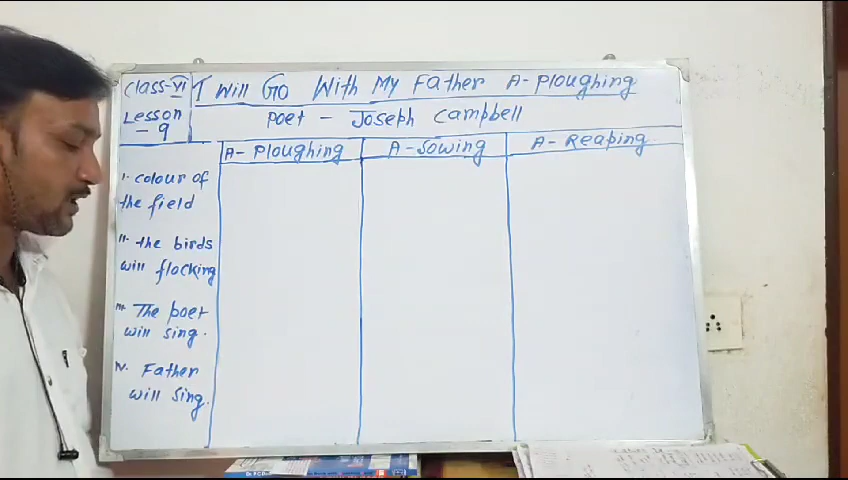 Class-VI
I Will Go With My Father A-Ploughing
Lesson
- 9
Poet - Joseph Campbell
A- Ploughing
A- Sowing
A- Reaping
I. colour of
the field
II. the birds
will flocking
III. The poet
will sing.
IV. Father
will sing.